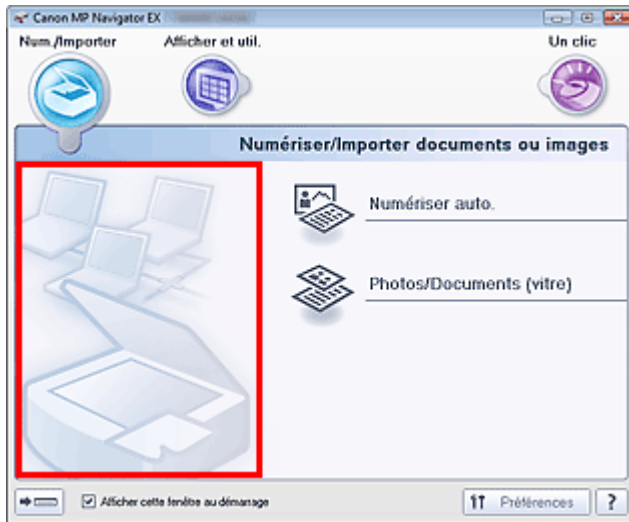 Canon MP Navigator EX
Num./Importer
Afficher et util.
Un clic
Numériser/Importer documents ou images
Numériser auto.
Photos/Documents (vitre)
Afficher cette fenêtre au démarrage
Préférences
?